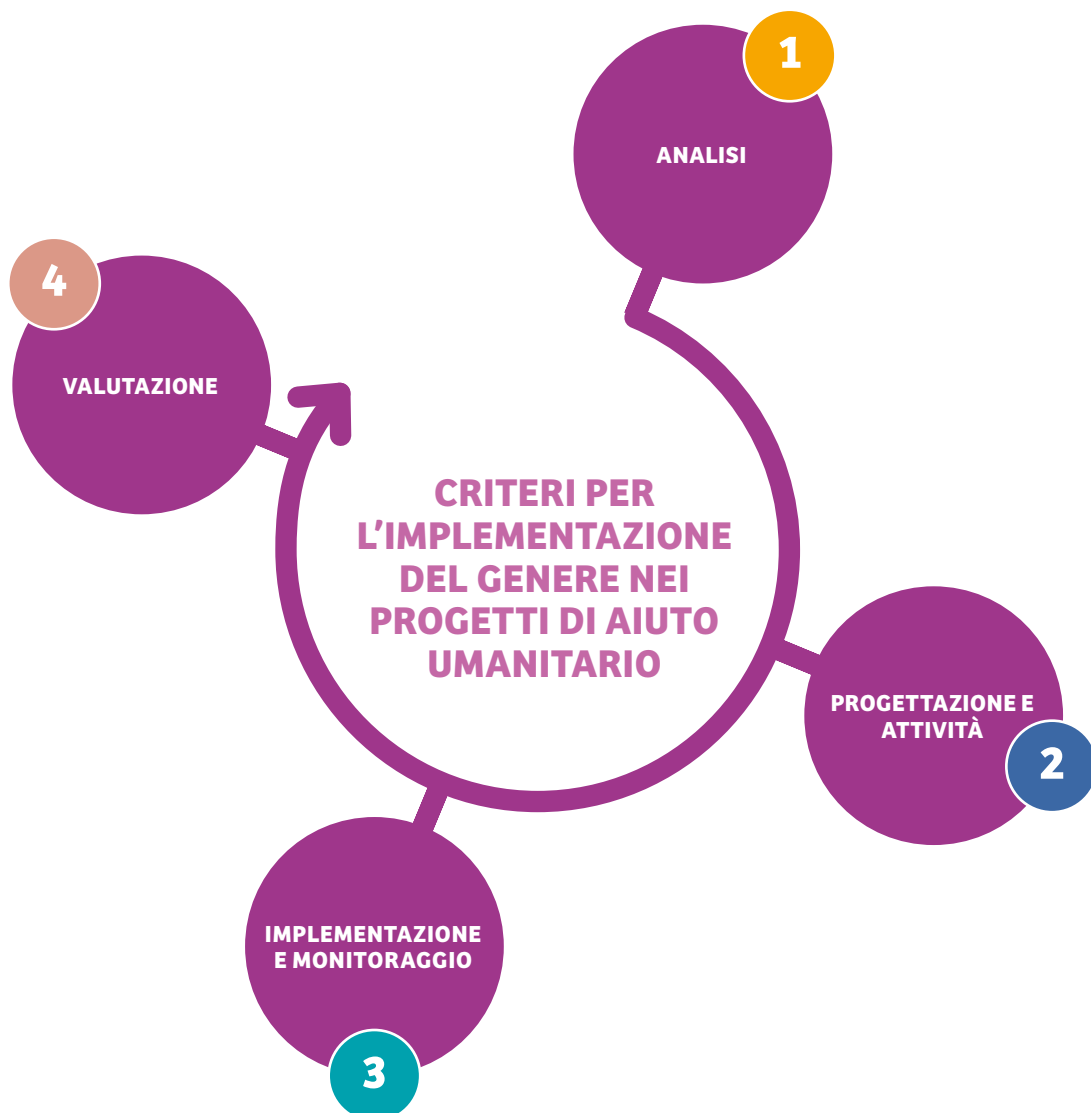 1
ANALISI
4
VALUTAZIONE
CRITERI PER
L'IMPLEMENTAZIONE
DEL GENERE NEI
PROGETTI DI AIUTO
UMANITARIO
PROGETTAZIONE E
ATTIVITÀ
2
IMPLEMENTAZIONE
E MONITORAGGIO
3